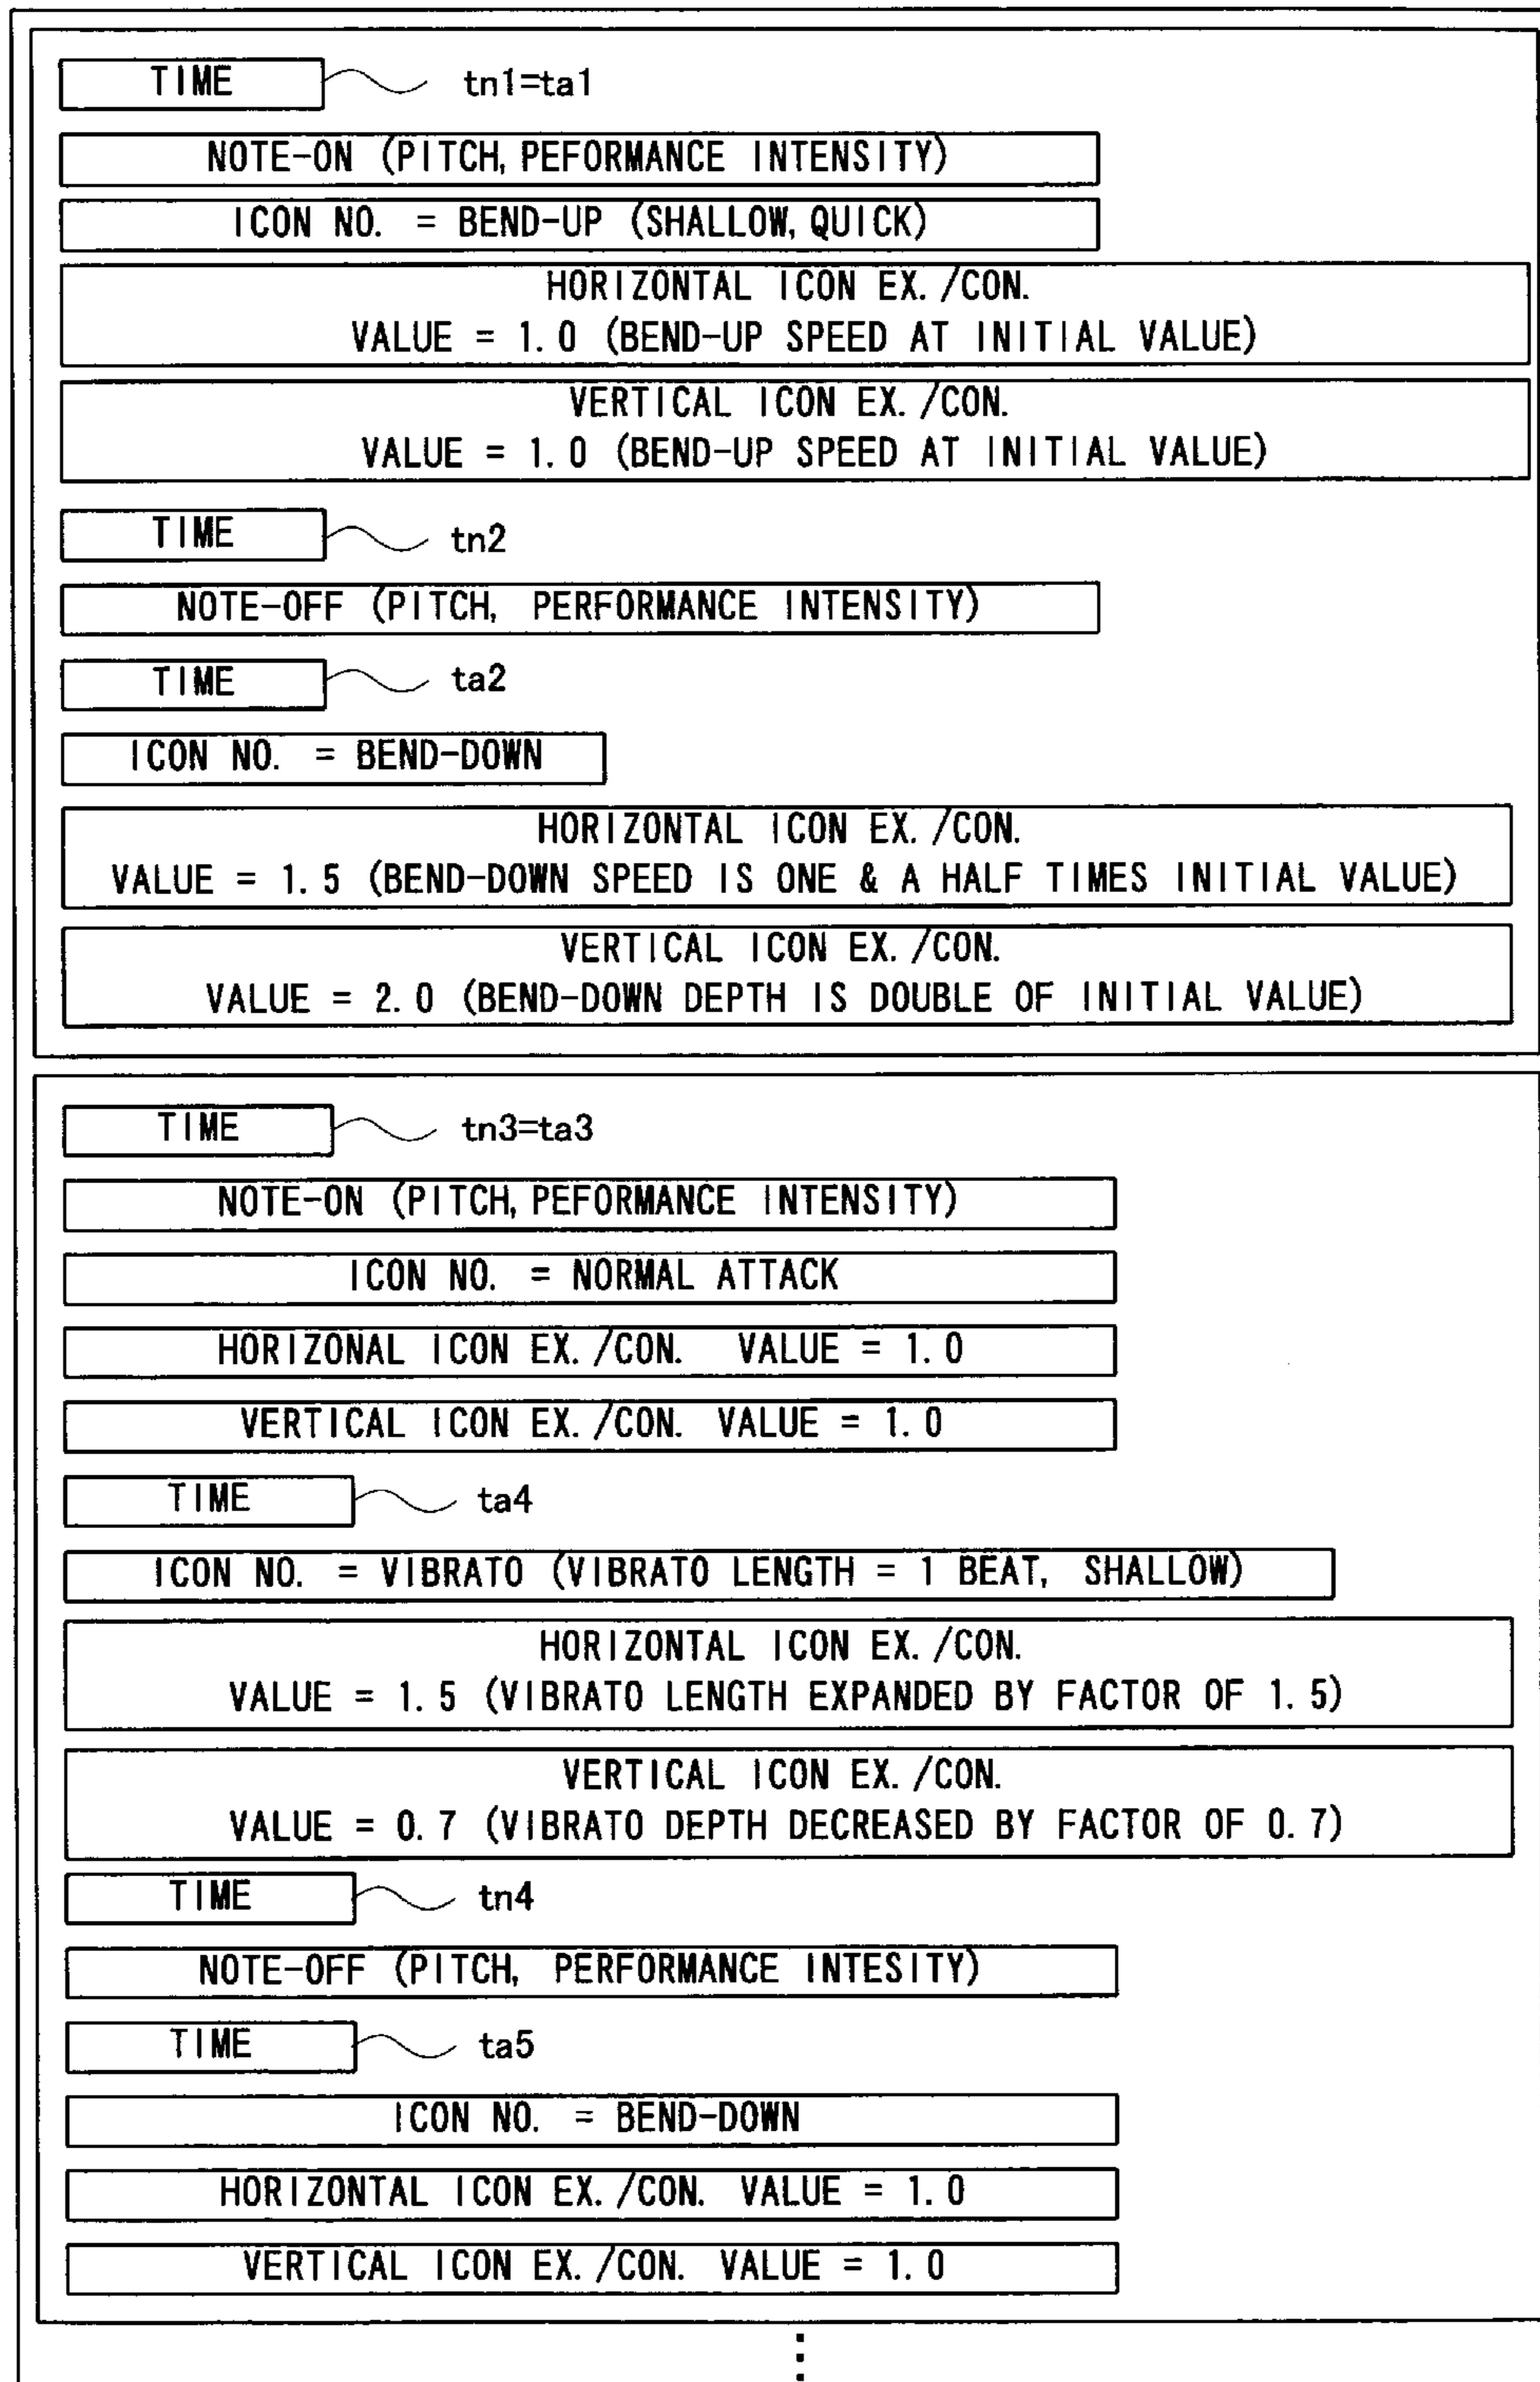 TIME tn1=ta1
NOTE-ON (PITCH, PEFORMANCE INTENSITY)
ICON NO. = BEND-UP (SHALLOW, QUICK)
HORIZONTAL ICON EX./CON.
VALUE = 1.0 (BEND-UP SPEED AT INITIAL VALUE)
VERTICAL ICON EX./CON.
VALUE = 1.0 (BEND-UP SPEED AT INITIAL VALUE)
TIME tn2
NOTE-OFF (PITCH, PERFORMANCE INTENSITY)
TIME ta2
ICON NO. = BEND-DOWN
HORIZONTAL ICON EX./CON.
VALUE = 1.5 (BEND-DOWN SPEED IS ONE & A HALF TIMES INITIAL VALUE)
VERTICAL ICON EX./CON.
VALUE = 2.0 (BEND-DOWN DEPTH IS DOUBLE OF INITIAL VALUE)
TIME tn3=ta3
NOTE-ON (PITCH, PEFORMANCE INTENSITY)
ICON NO. = NORMAL ATTACK
HORIZONAL ICON EX./CON. VALUE = 1.0
VERTICAL ICON EX./CON. VALUE = 1.0
TIME ta4
ICON NO. = VIBRATO (VIBRATO LENGTH = 1 BEAT, SHALLOW)
HORIZONTAL ICON EX./CON.
VALUE = 1.5 (VIBRATO LENGTH EXPANDED BY FACTOR OF 1.5)
VERTICAL ICON EX./CON.
VALUE = 0.7 (VIBRATO DEPTH DECREASED BY FACTOR OF 0.7)
TIME tn4
NOTE-OFF (PITCH, PERFORMANCE INTESITY)
TIME ta5
ICON NO. = BEND-DOWN
HORIZONTAL ICON EX./CON. VALUE = 1.0
VERTICAL ICON EX./CON. VALUE = 1.0